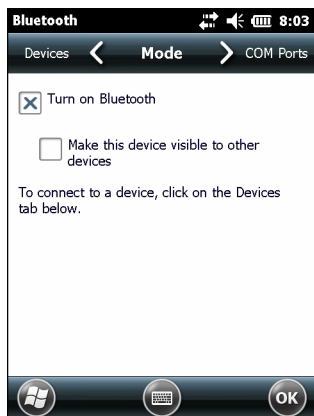 Bluetooth 8:03
Devices Mode COM Ports
Turn on Bluetooth
Make this device visible to other
devices
To connect to a device, click on the Devices
tab below.
OK